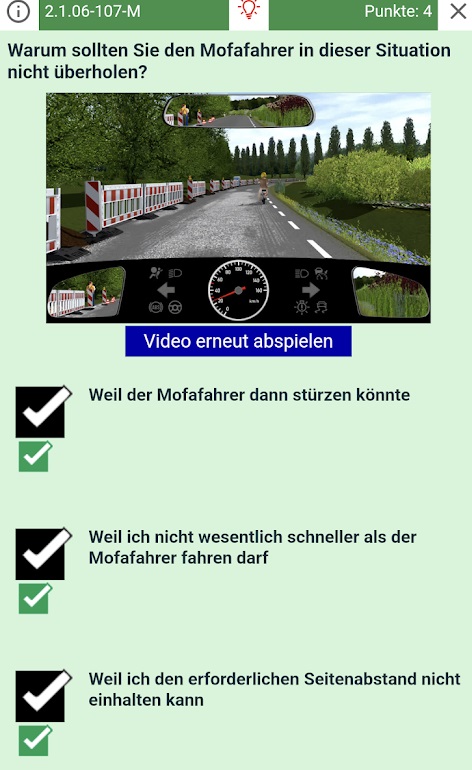 2.1.06-107-M
Punkte: 4
Warum sollten Sie den Mofafahrer in dieser Situation
nicht überholen?
Video erneut abspielen
Weil der Mofafahrer dann stürzen könnte
Weil ich nicht wesentlich schneller als der
Mofafahrer fahren darf
Weil ich den erforderlichen Seitenabstand nicht
einhalten kann